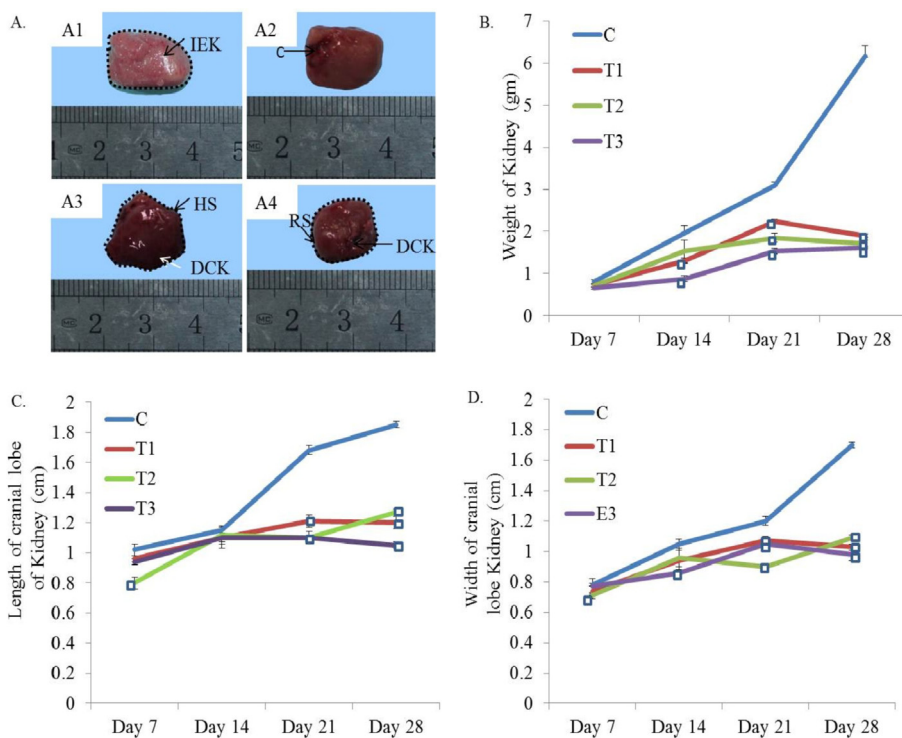 A.
A1
IEK
1 2 3 4 5
A2
C
2 3 4
A3
HS
DCK
2 3 4
A4
RS
DCK
2 3 4
B.
Weight of Kidney (gm)
7
6
5
4
3
2
1
0
C
T1
T2
T3
Day 7 Day 14 Day 21 Day 28
C.
Length of cranial lobe
of Kidney (cm)
2
1.8
1.6
1.4
1.2
1
0.8
0.6
0.4
0.2
0
C
T1
T2
T3
Day 7 Day 14 Day 21 Day 28
D.
Width of cranial
lobe Kidney (cm)
2
1.8
1.6
1.4
1.2
1
0.8
0.6
0.4
0.2
0
C
T1
T2
E3
Day 7 Day 14 Day 21 Day 28